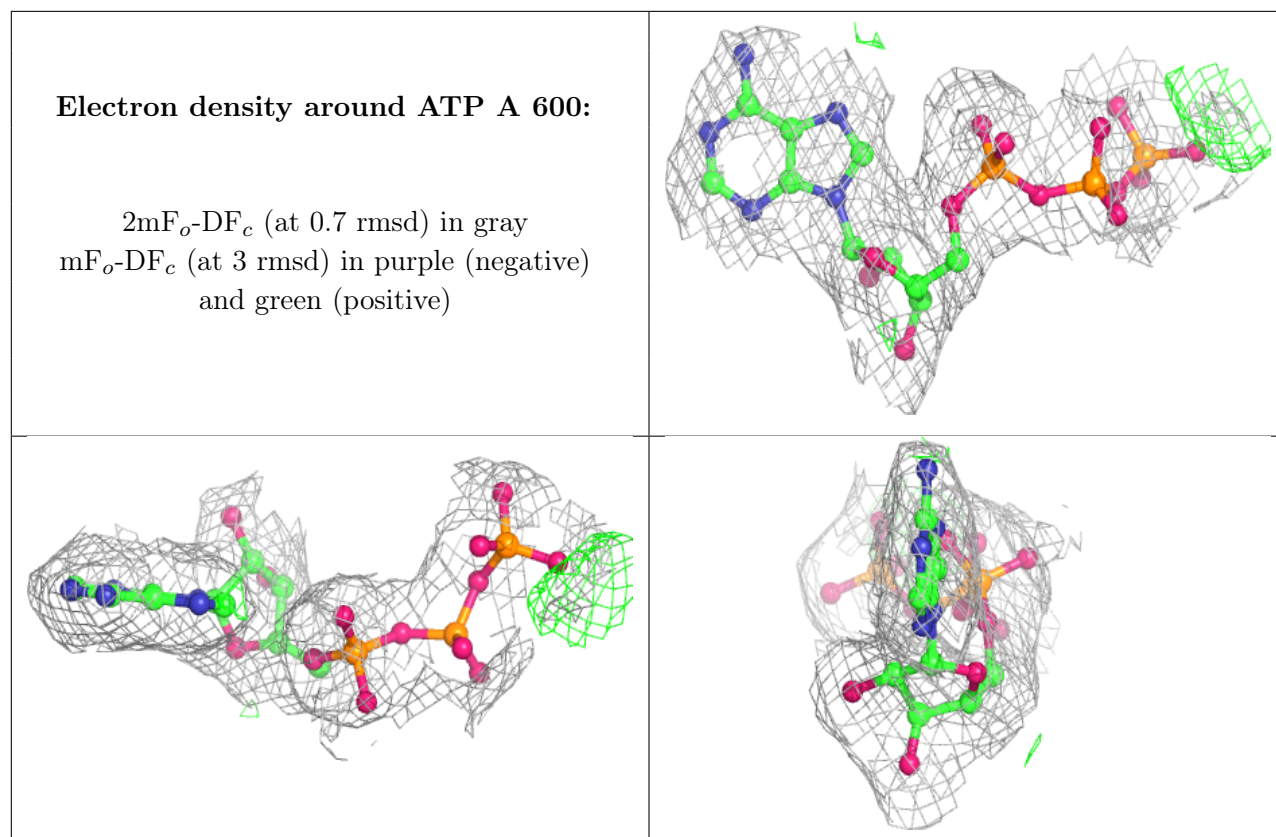 Electron density around ATP A 600:
2mFo-DFc (at 0.7 rmsd) in gray
mFo-DFc (at 3 rmsd) in purple (negative)
and green (positive)